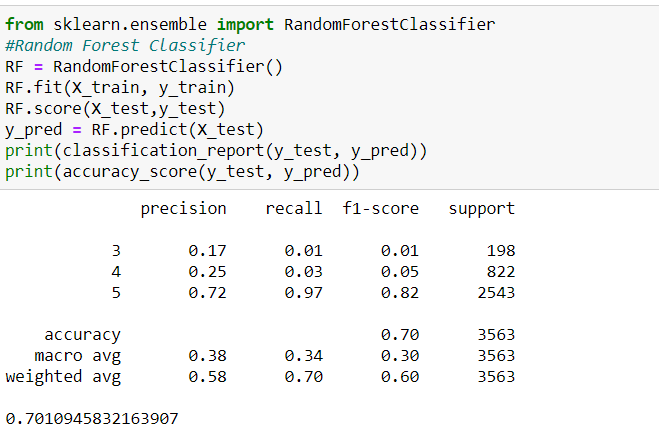 from sklearn.ensemble import RandomForestClassifier
#Random Forest Classifier
RF = RandomForestClassifier()
RF.fit(X_train, y_train)
RF.score(X_test,y_test)
y_pred = RF.predict(X_test)
print(classification_report(y_test, y_pred))
print(accuracy_score(y_test, y_pred))
precision recall f1-score support
3 0.17 0.01 0.01 198
4 0.25 0.03 0.05 822
5 0.72 0.97 0.82 2543
accuracy 0.70 3563
macro avg 0.38 0.34 0.30 3563
weighted avg 0.58 0.70 0.60 3563
0.7010945832163907